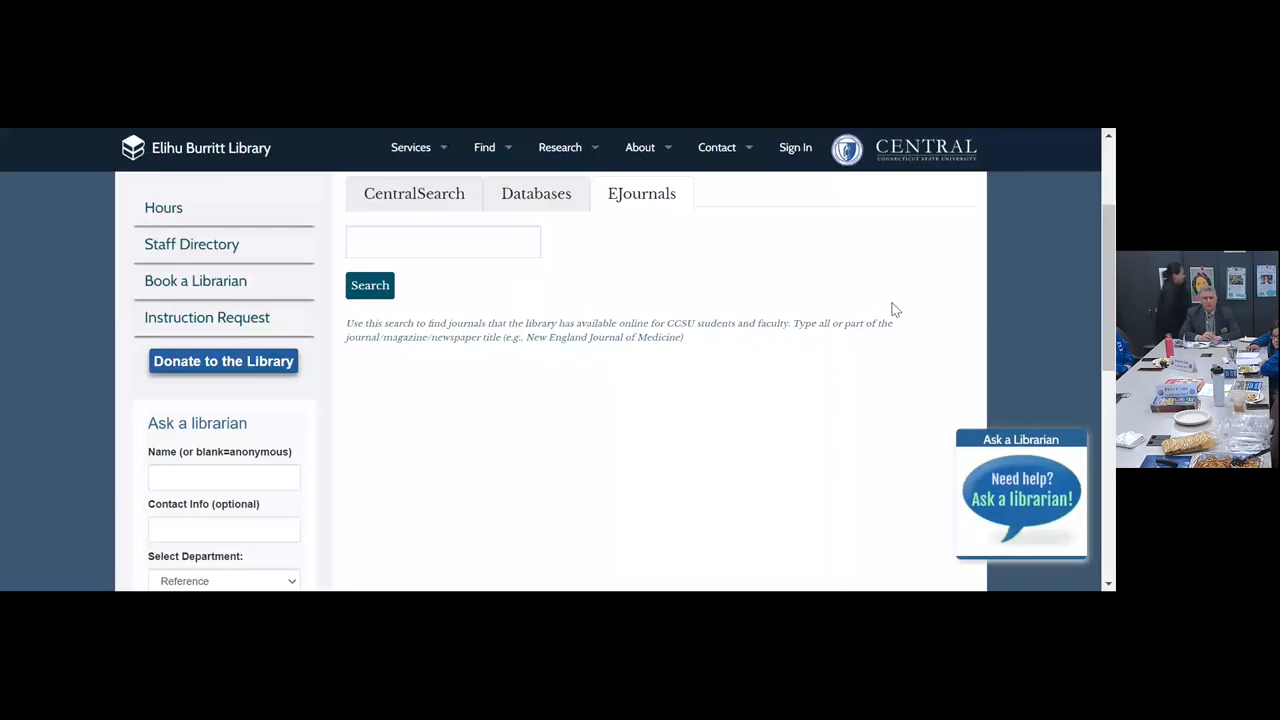 Elihu Burritt Library
Services
Find
Research
About
Contact
Sign In
CENTRAL
CONNECTICUT STATE UNIVERSITY
Hours
Staff Directory
Book a Librarian
Instruction Request
Donate to the Library
Ask a librarian
Name (or blank=anonymous)
Contact Info (optional)
Select Department:
Reference
CentralSearch
Databases
EJournals
Search
Use this search to find journals that the library has available online for CCSU students and faculty. Type all or part of the
journal/magazine/newspaper title (e.g., New England Journal of Medicine)
Ask a Librarian
Need help?
Ask a librarian!